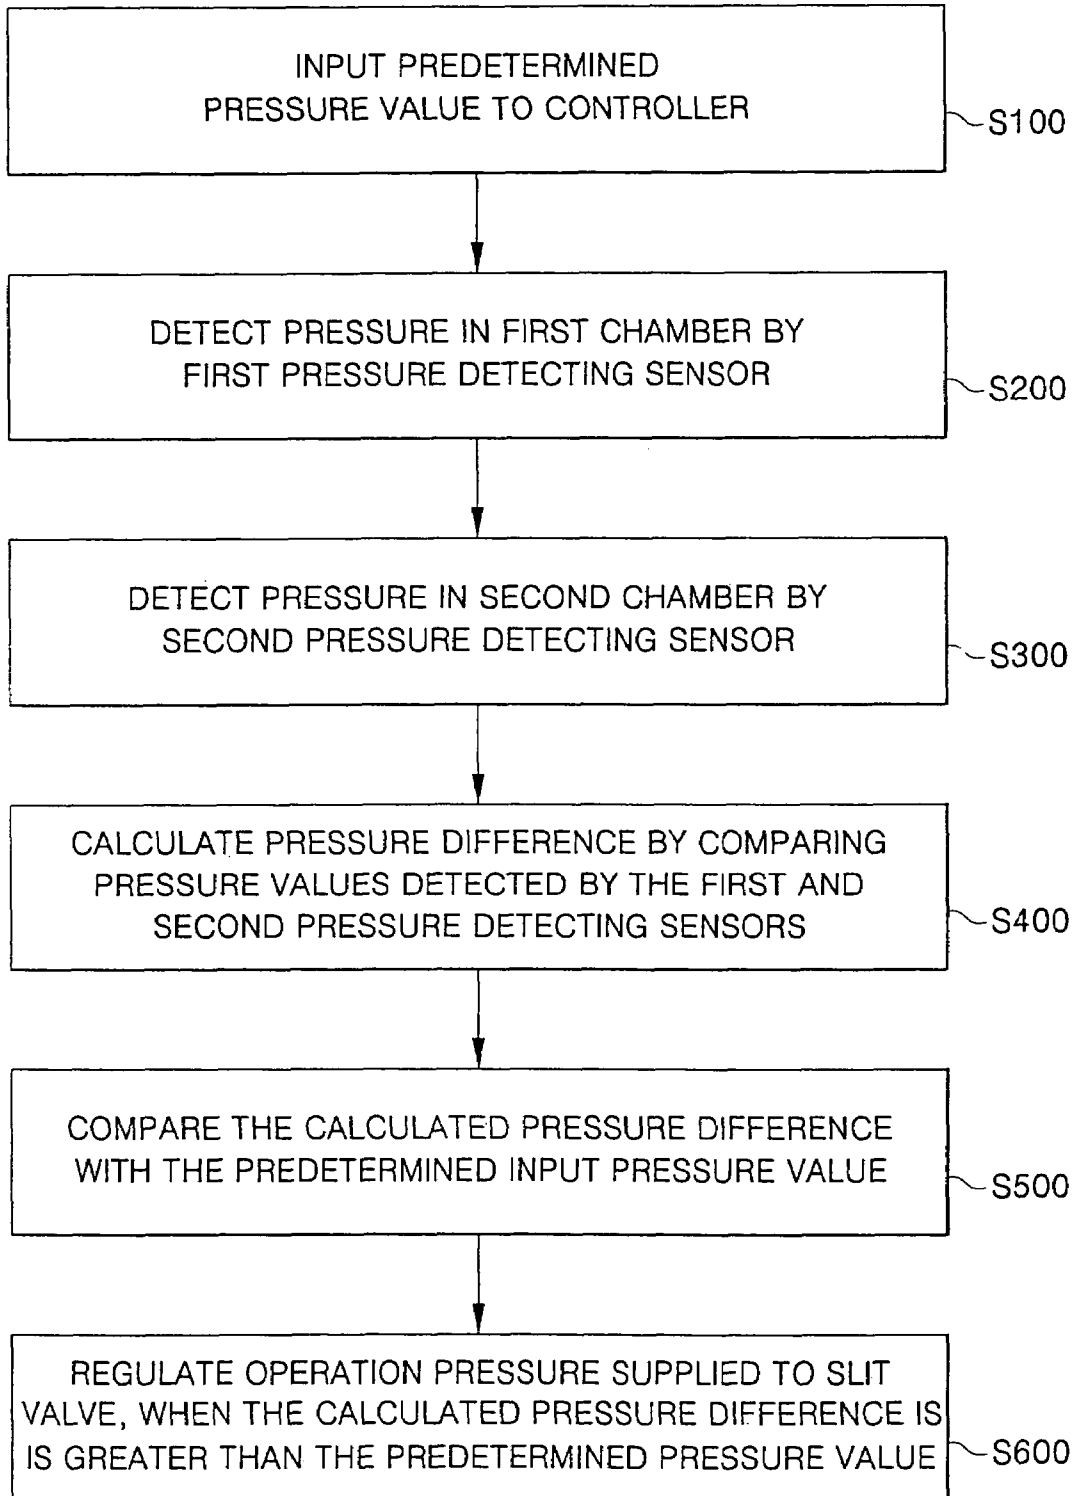 INPUT PREDETERMINED
PRESSURE VALUE TO CONTROLLER
S100
DETECT PRESSURE IN FIRST CHAMBER BY
FIRST PRESSURE DETECTING SENSOR
S200
DETECT PRESSURE IN SECOND CHAMBER BY
SECOND PRESSURE DETECTING SENSOR
S300
CALCULATE PRESSURE DIFFERENCE BY COMPARING
PRESSURE VALUES DETECTED BY THE FIRST AND
SECOND PRESSURE DETECTING SENSORS
S400
COMPARE THE CALCULATED PRESSURE DIFFERENCE
WITH THE PREDETERMINED INPUT PRESSURE VALUE
S500
REGULATE OPERATION PRESSURE SUPPLIED TO SLIT
VALVE, WHEN THE CALCULATED PRESSURE DIFFERENCE IS
IS GREATER THAN THE PREDETERMINED PRESSURE VALUE
S600